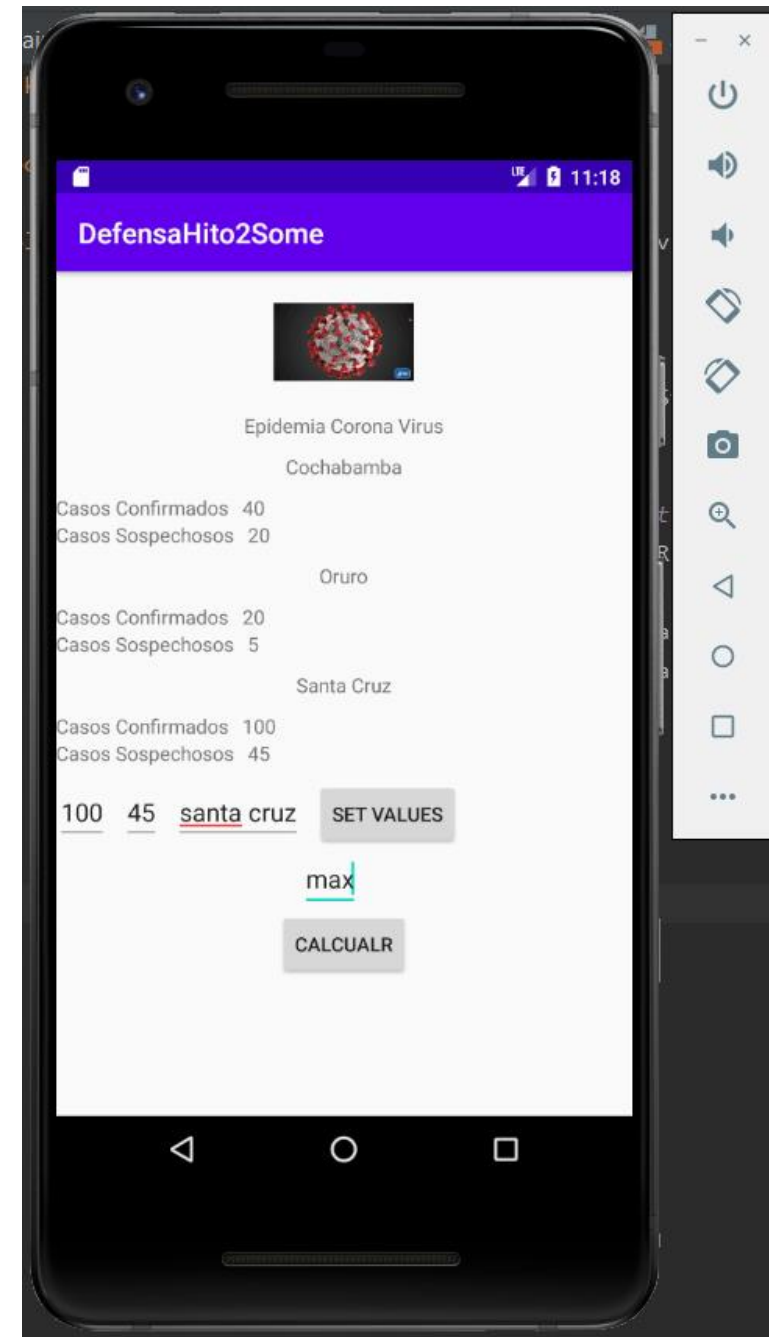 LTE 11:18
DefensaHito2Some
Epidemia Corona Virus
Cochabamba
Casos Confirmados 40
Casos Sospechosos 20
Oruro
Casos Confirmados 20
Casos Sospechosos 5
Santa Cruz
Casos Confirmados 100
Casos Sospechosos 45
100 45 santa cruz SET VALUES
max
CALCUALR